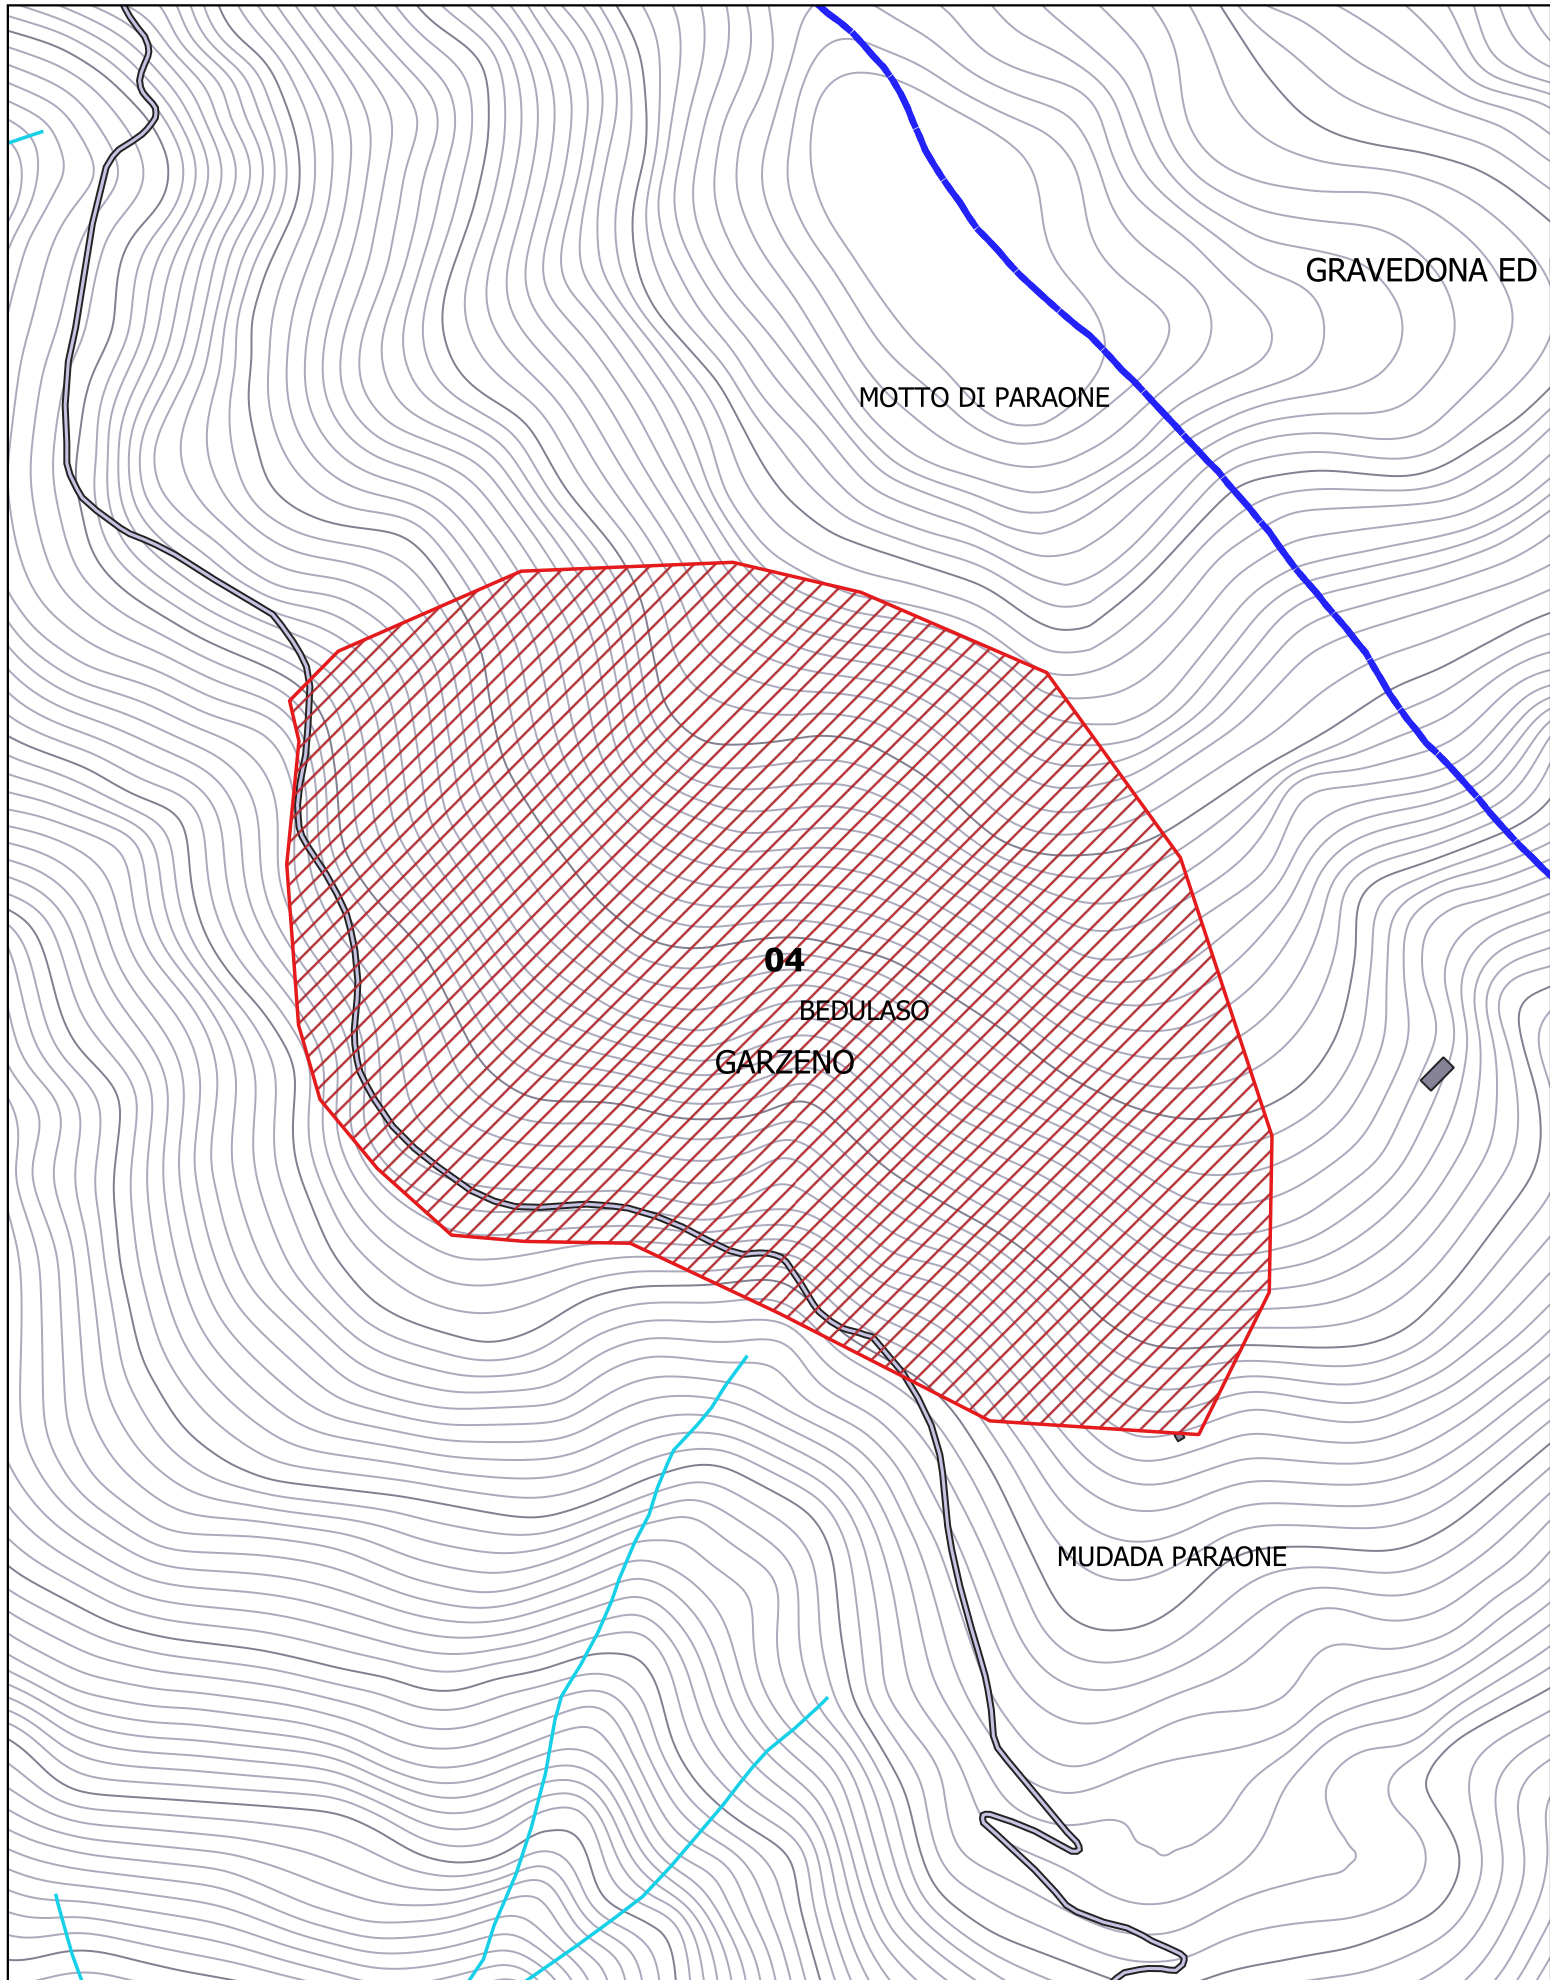 GRAVEDONA ED
MOTTO DI PARAONE
04
BEDULASO
GARZENO
MUDADA PARAONE